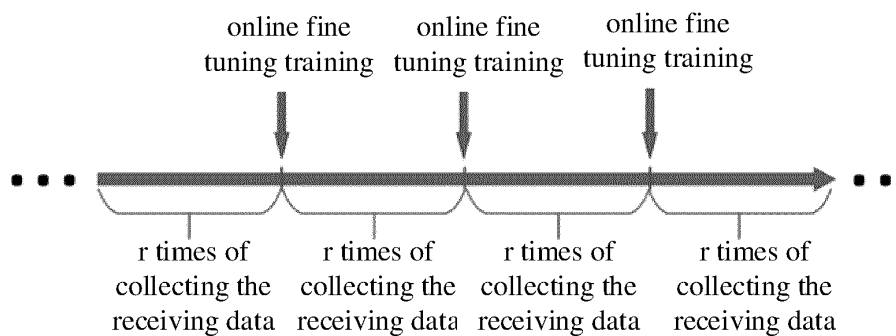 online fine
tuning training
online fine
tuning training
online fine
tuning training
r times of
collecting the
receiving data
r times of
collecting the
receiving data
r times of
collecting the
receiving data
r times of
collecting the
receiving data